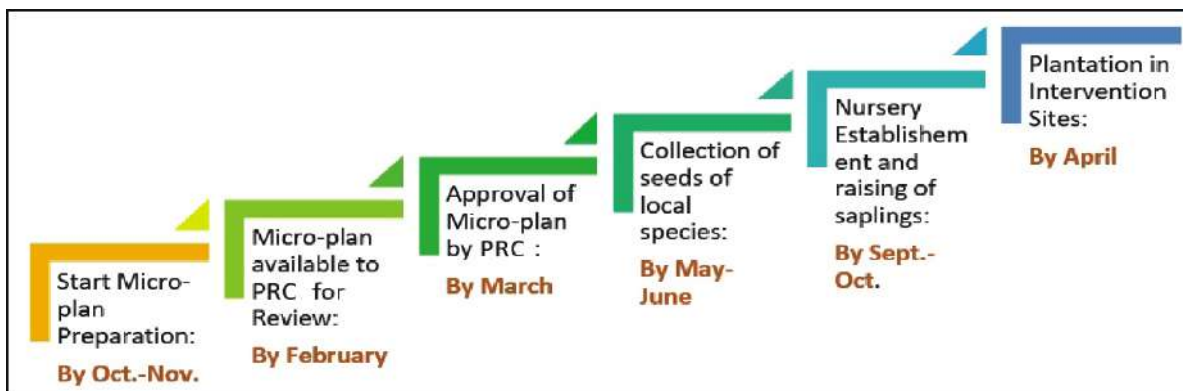 Start Micro-
plan
Preparation:
By Oct.-Nov.
Micro-plan
available to
PRC for
Review:
By February
Approval of
Micro-plan
by PRC :
By March
Collection of
seeds of
local
species:
By May-
June
Nursery
Establishem
ent and
raising of
saplings:
By Sept.-
Oct.
Plantation in
Intervention
Sites:
By April